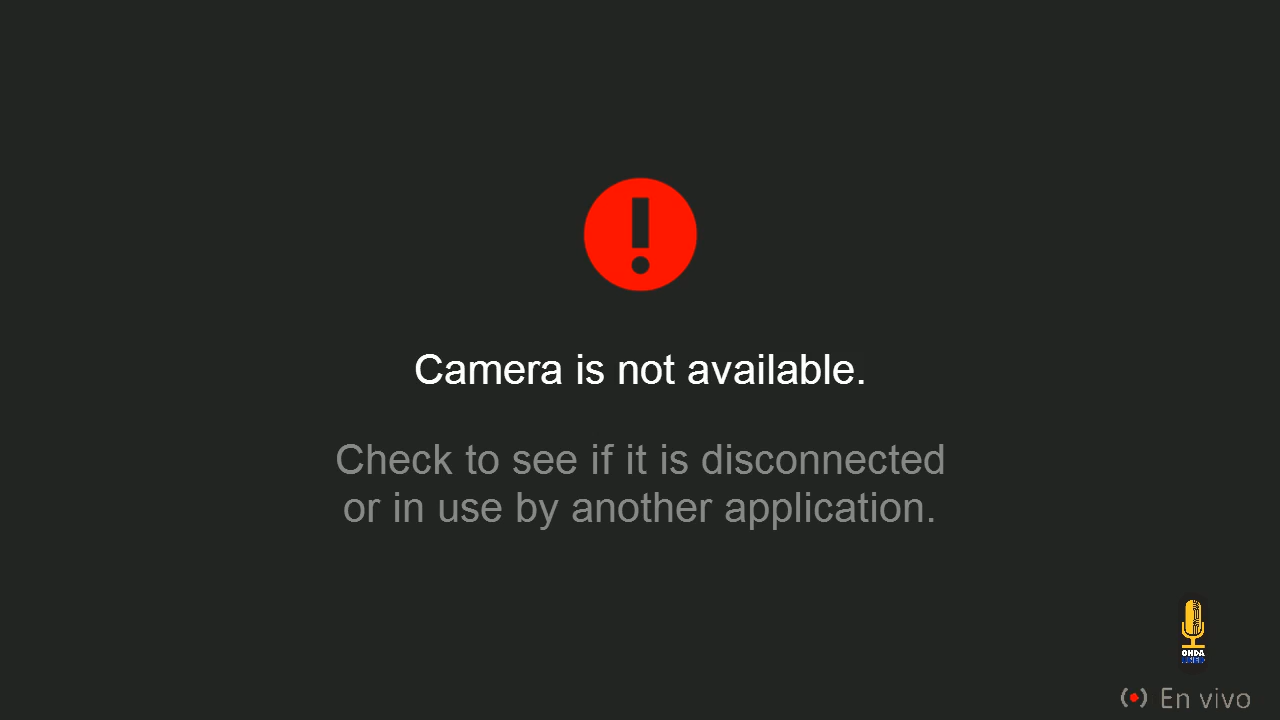 Camera is not available.
Check to see if it is disconnected
or in use by another application.
ONDA
En vivo